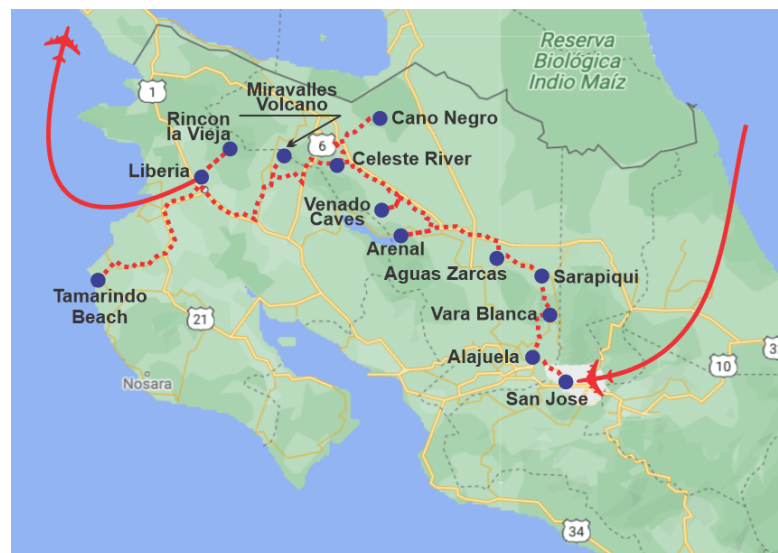 Reserva
Biológica
Indio Maíz
Miravalles
Volcano
1
Rincon
la Vieja
Cano Negro
6
Liberia
Celeste River
Venado
Caves
Arenal
Aguas Zarcas
Sarapiqui
Tamarindo
Beach
21
Vara Blanca
Alajuela
32
10
Nosara
San Jose
34